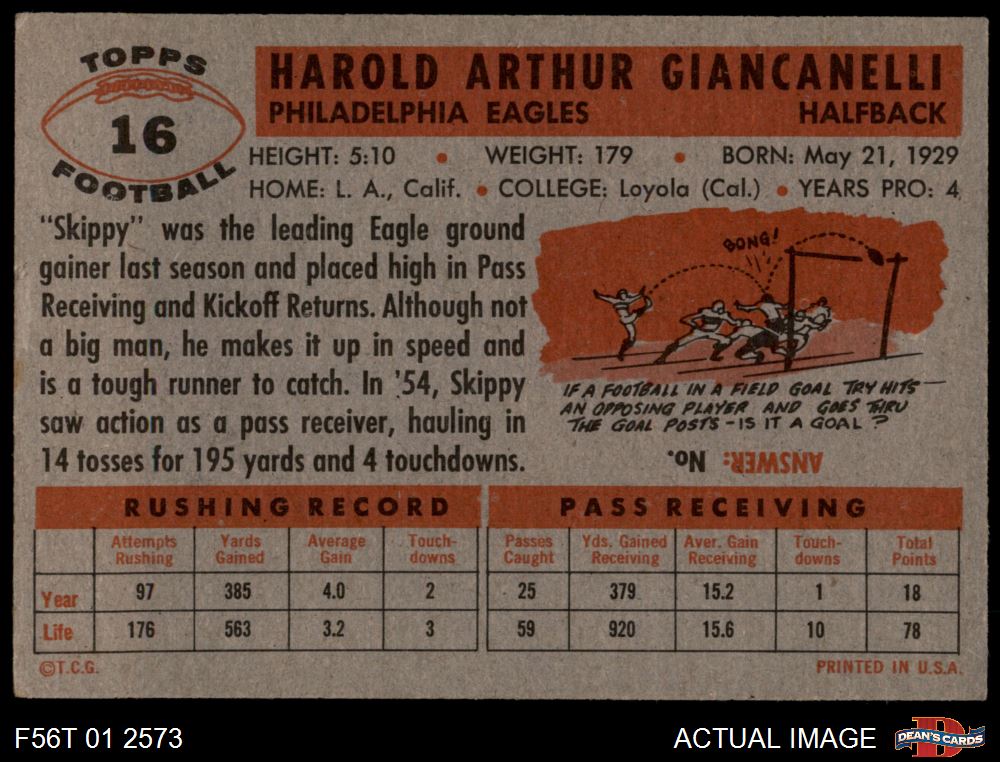 TOPPS
16
FOOTBALL
HAROLD ARTHUR GIANCANELLI
PHILADELPHIA EAGLES HALFBACK
HEIGHT: 5:10 • WEIGHT: 179 • BORN: May 21, 1929
HOME: L. A., Calif. • COLLEGE: Loyola (Cal.) • YEARS PRO: 4
"Skippy" was the leading Eagle ground
gainer last season and placed high in Pass
Receiving and Kickoff Returns. Although not
a big man, he makes it up in speed and
is a tough runner to catch. In '54, Skippy
saw action as a pass receiver, hauling in
14 tosses for 195 yards and 4 touchdowns.
BONG!
IF A FOOTBALL IN A FIELD GOAL TRY HITS
AN OPPOSING PLAYER AND GOES THRU
THE GOAL POSTS - IS IT A GOAL ?
ANSWER: No.
RUSHING RECORD
Attempts Rushing Yards Gained Average Gain Touch-downs
Year 97 385 4.0 2
Life 176 563 3.2 3
PASS RECEIVING
Passes Caught Yds. Gained Receiving Aver. Gain Receiving Touch-downs Total Points
25 379 15.2 1 18
59 920 15.6 10 78
©T.C.G. PRINTED IN U.S.A.
F56T 01 2573 ACTUAL IMAGE
D
DEAN'S CARDS